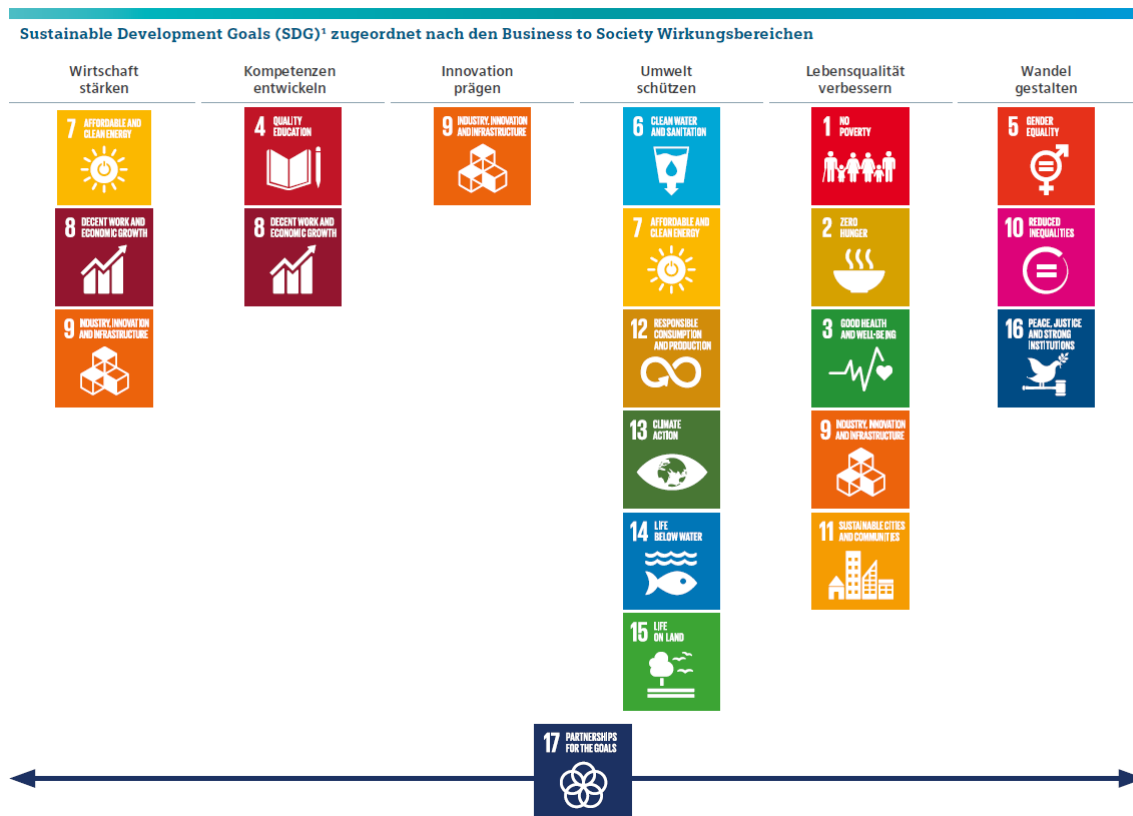 Sustainable Development Goals (SDG)¹ zugeordnet nach den Business to Society Wirkungsbereichen
Wirtschaft
stärken
7 AFFORDABLE AND
CLEAN ENERGY
8 DECENT WORK AND
ECONOMIC GROWTH
9 INDUSTRY, INNOVATION
AND INFRASTRUCTURE
Kompetenzen
entwickeln
4 QUALITY
EDUCATION
8 DECENT WORK AND
ECONOMIC GROWTH
Innovation
prägen
9 INDUSTRY, INNOVATION
AND INFRASTRUCTURE
Umwelt
schützen
6 CLEAN WATER
AND SANITATION
7 AFFORDABLE AND
CLEAN ENERGY
12 RESPONSIBLE
CONSUMPTION
AND PRODUCTION
13 CLIMATE
ACTION
14 LIFE
BELOW WATER
15 LIFE
ON LAND
Lebensqualität
verbessern
1 NO
POVERTY
2 ZERO
HUNGER
3 GOOD HEALTH
AND WELL-BEING
9 INDUSTRY, INNOVATION
AND INFRASTRUCTURE
11 SUSTAINABLE CITIES
AND COMMUNITIES
Wandel
gestalten
5 GENDER
EQUALITY
10 REDUCED
INEQUALITIES
16 PEACE, JUSTICE
AND STRONG
INSTITUTIONS
17 PARTNERSHIPS
FOR THE GOALS